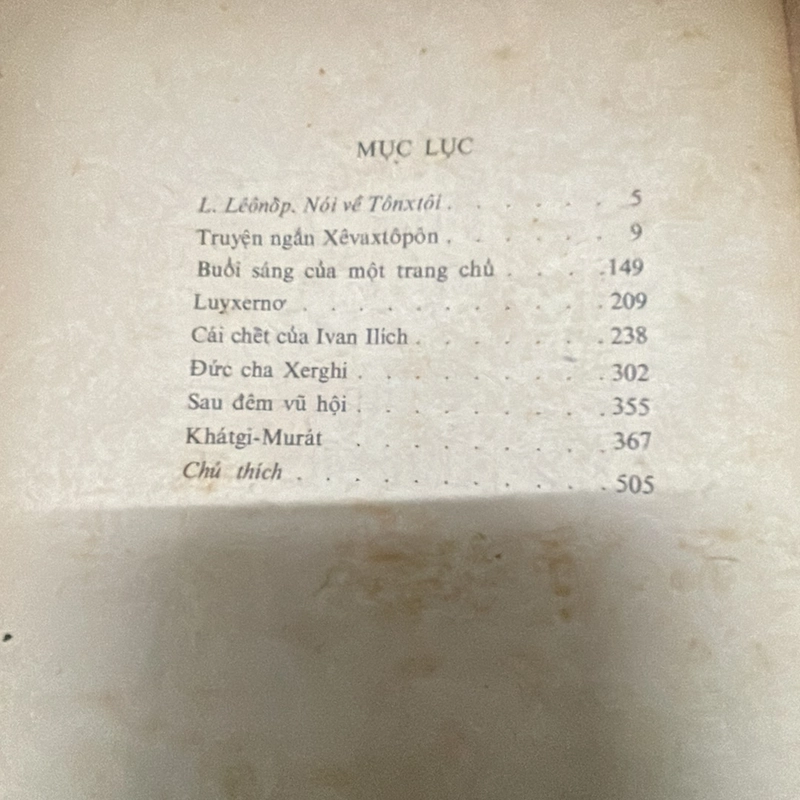 MỤC LỤC
L. Lêônôp. Nói về Tônxtôi . . . . . . 5
Truyện ngắn Xêvaxtôpôn . . . . . . 9
Buổi sáng của một trang chủ . . . . 149
Luyxernơ . . . . . . . . . . 209
Cái chết của Ivan Ilích . . . . . . . 238
Đức cha Xerghi . . . . . . . . . 302
Sau đêm vũ hội . . . . . . . . . 355
Khátgi-Murát . . . . . . . . . 367
Chú thích . . . . . . . . . . . 505